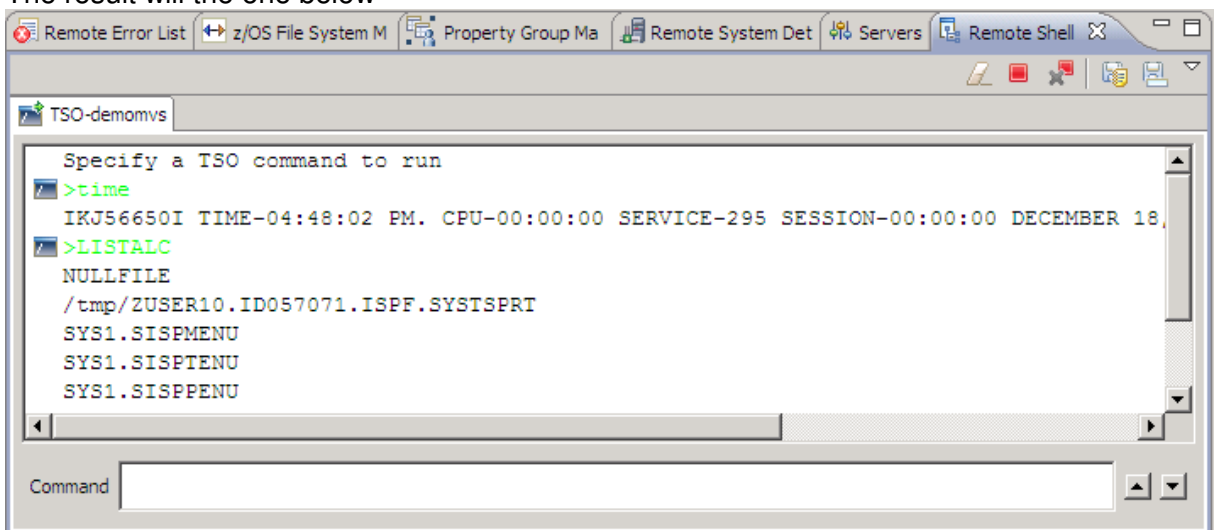 The result will the one below
Remote Error List z/OS File System M Property Group Ma Remote System Det Servers Remote Shell
TSO-demomvs
Specify a TSO command to run
>time
IKJ56650I TIME-04:48:02 PM. CPU-00:00:00 SERVICE-295 SESSION-00:00:00 DECEMBER 18,
>LISTALC
NULLFILE
/tmp/ZUSER10.ID057071.ISPF.SYSTSPRT
SYS1.SISPMENU
SYS1.SISPTENU
SYS1.SISPPENU
Command